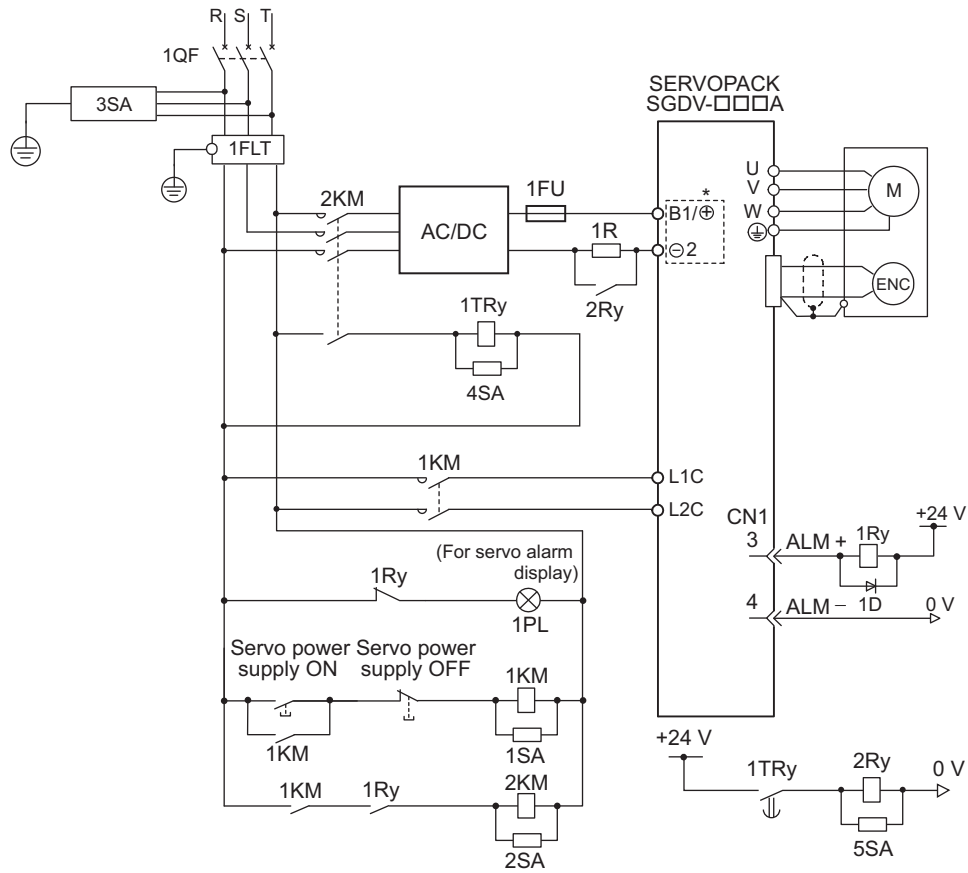 R S T
1QF
3SA
1FLT
SERVOPACK
SGDV-□□□A
2KM
AC/DC
1FU
B1/⊕
*
1R
⊖2
2Ry
U
V
W
M
ENC
1TRy
4SA
1KM
L1C
L2C
CN1
3
ALM +
1Ry
+24 V
1D
4
ALM −
0 V
(For servo alarm
display)
1Ry
1PL
Servo power
supply ON
Servo power
supply OFF
1KM
1KM
1SA
1KM
1Ry
2KM
2SA
+24 V
1TRy
2Ry
0 V
5SA